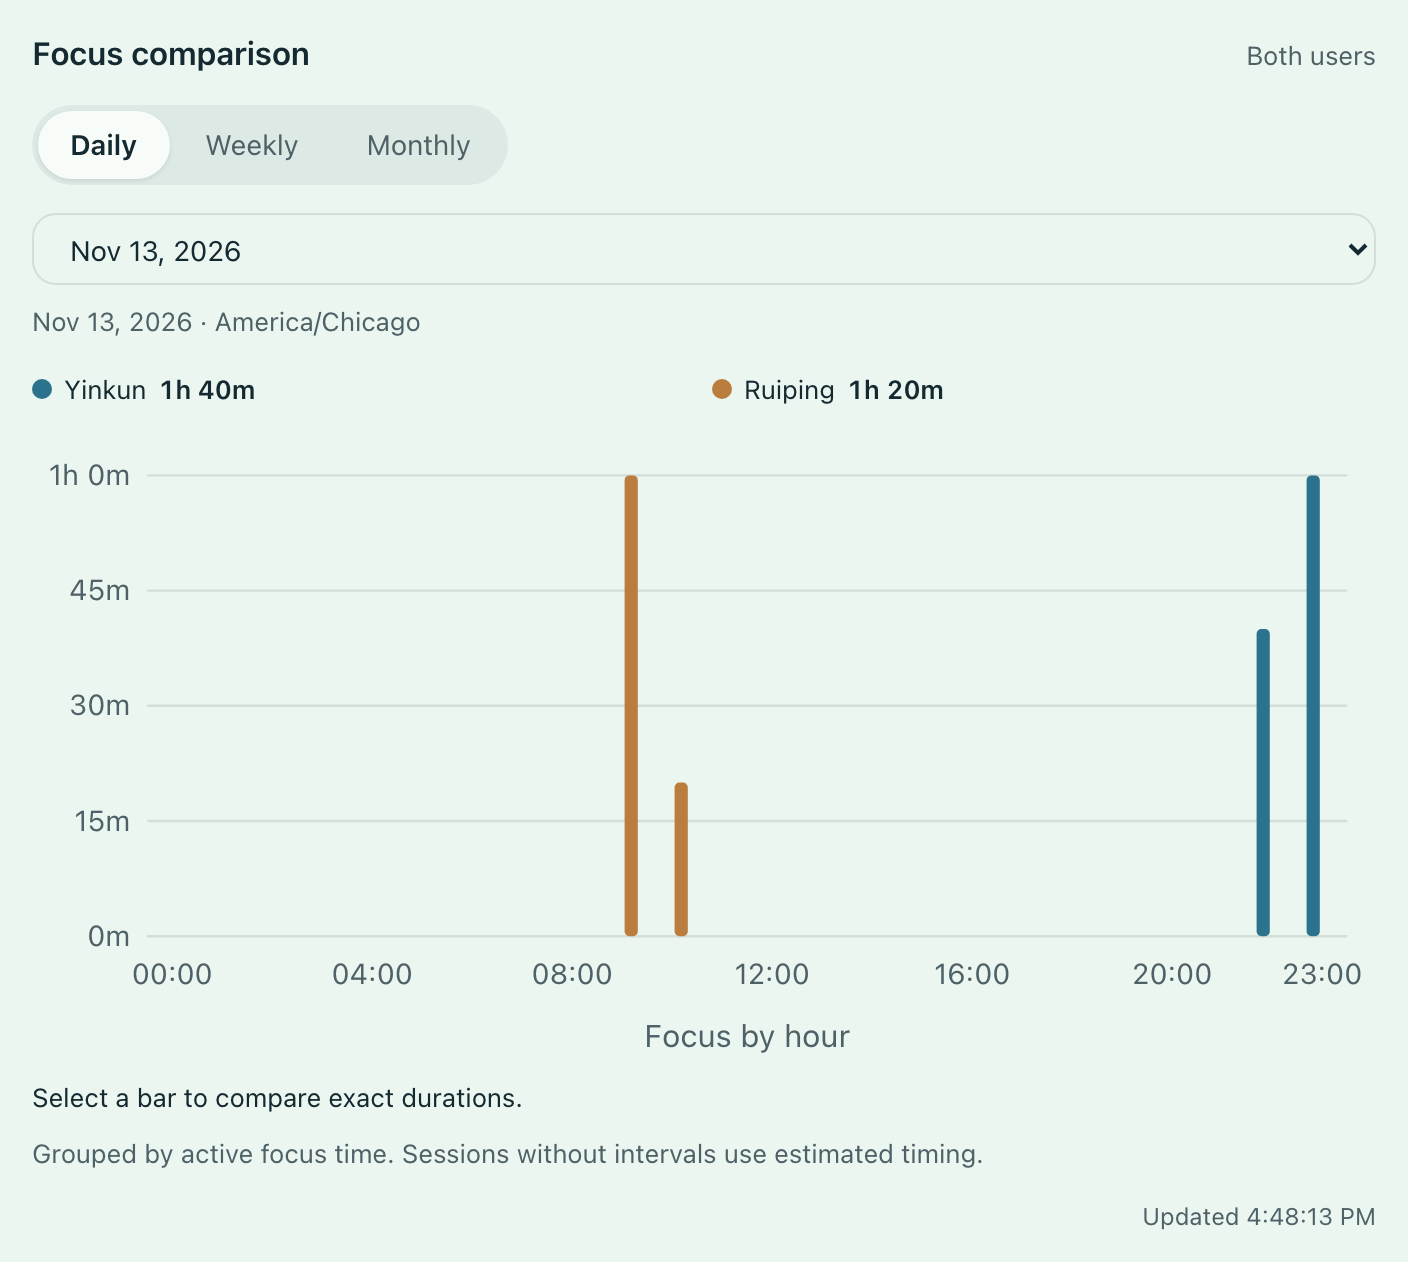 Focus comparison
Both users
Daily
Weekly
Monthly
Nov 13, 2026
Nov 13, 2026 · America/Chicago
Yinkun 1h 40m
Ruiping 1h 20m
1h 0m
45m
30m
15m
0m
00:00
04:00
08:00
12:00
16:00
20:00
23:00
Focus by hour
Select a bar to compare exact durations.
Grouped by active focus time. Sessions without intervals use estimated timing.
Updated 4:48:13 PM